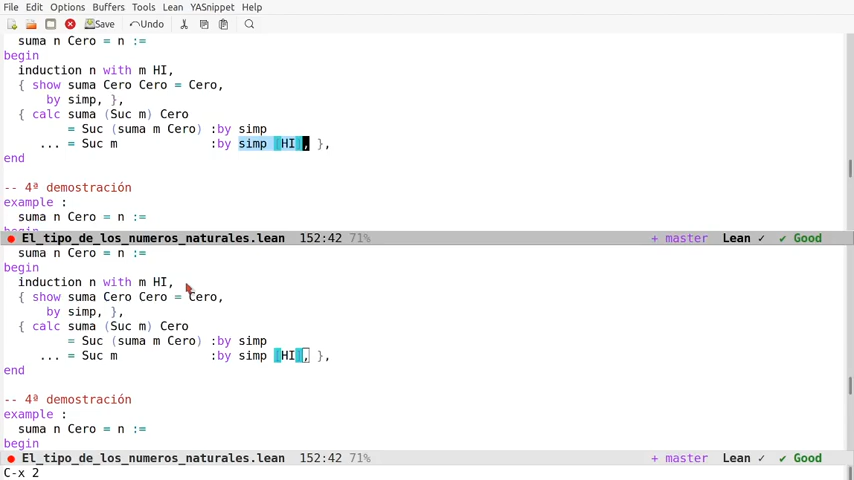 File Edit Options Buffers Tools Lean YASnippet Help
Save Undo
suma n Cero = n :=
begin
induction n with m HI,
{ show suma Cero Cero = Cero,
by simp, },
{ calc suma (Suc m) Cero
= Suc (suma m Cero) :by simp
... = Suc m :by simp [HI], },
end
-- 4ª demostración
example :
suma n Cero = n :=
begin
El_tipo_de_los_numeros_naturales.lean 152:42 71% + master Lean ✓ ✔ Good
suma n Cero = n :=
begin
induction n with m HI,
{ show suma Cero Cero = Cero,
by simp, },
{ calc suma (Suc m) Cero
= Suc (suma m Cero) :by simp
... = Suc m :by simp [HI], },
end
-- 4ª demostración
example :
suma n Cero = n :=
begin
El_tipo_de_los_numeros_naturales.lean 152:42 71% + master Lean ✓ ✔ Good
C-x 2